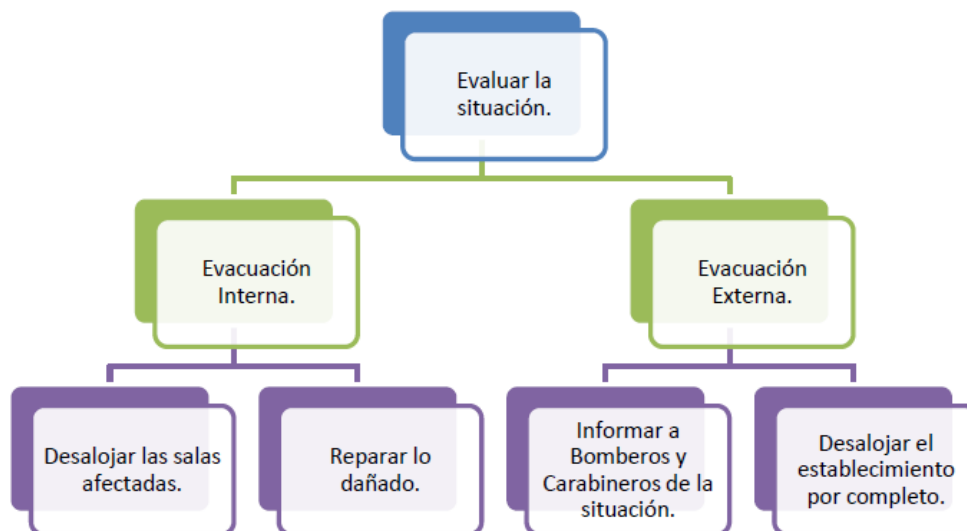 Evaluar la
situación.
Evacuación
Interna.
Evacuación
Externa.
Desalojar las salas
afectadas.
Reparar lo
dañado.
Informar a
Bomberos y
Carabineros de la
situación.
Desalojar el
establecimiento
por completo.